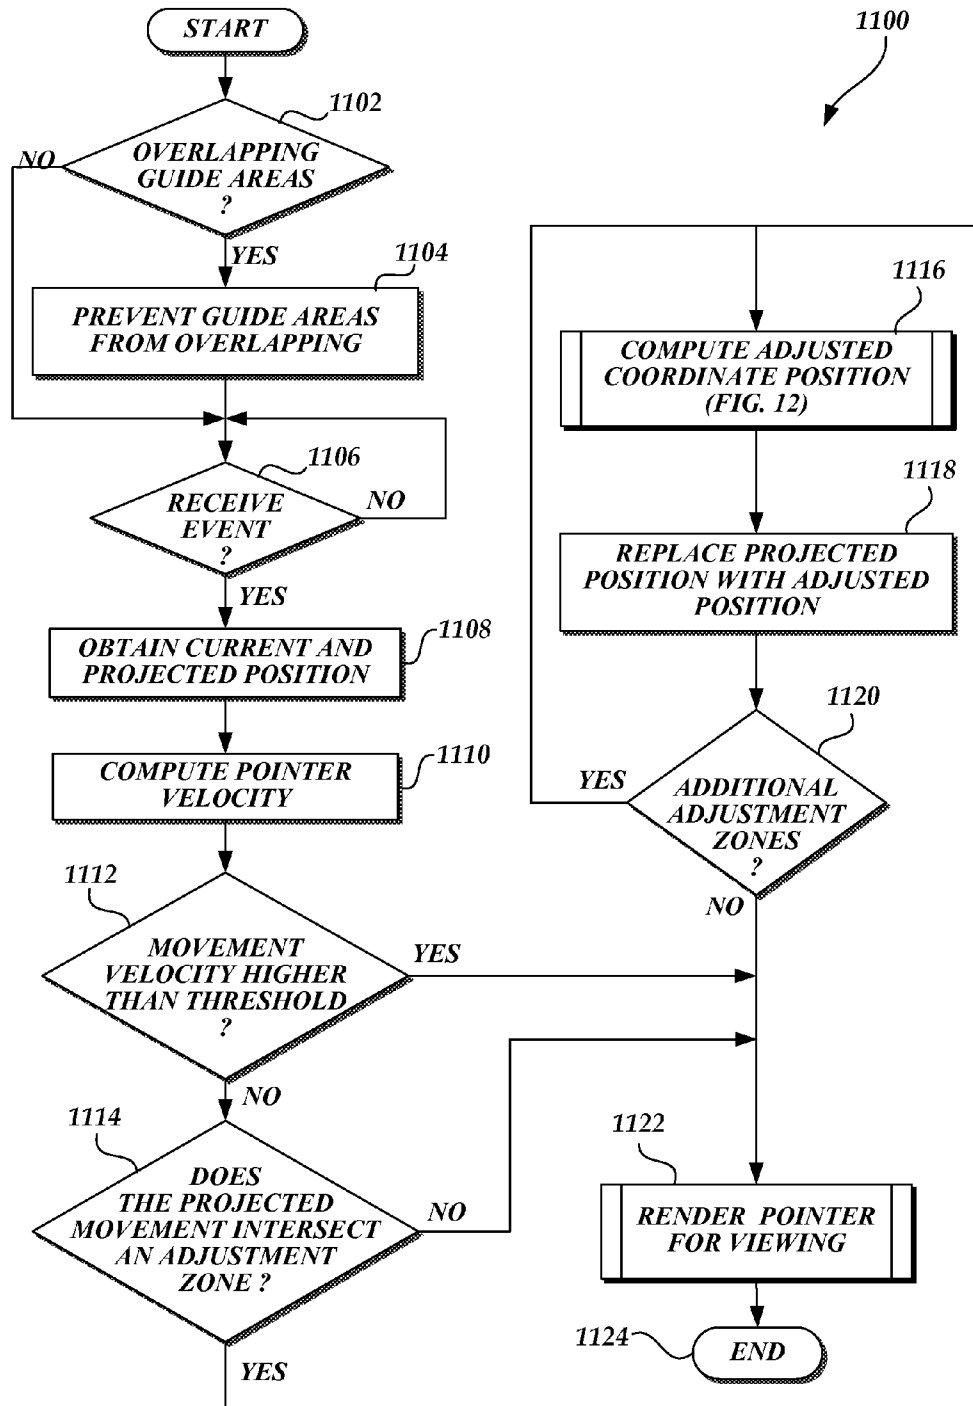 START
1102
NO
OVERLAPPING
GUIDE AREAS
?
YES
1104
PREVENT GUIDE AREAS
FROM OVERLAPPING
1106
RECEIVE
EVENT
?
NO
YES
1108
OBTAIN CURRENT AND
PROJECTED POSITION
1110
COMPUTE POINTER
VELOCITY
1112
MOVEMENT
VELOCITY HIGHER
THAN THRESHOLD
?
YES
NO
1114
DOES
THE PROJECTED
MOVEMENT INTERSECT
AN ADJUSTMENT
ZONE ?
NO
YES
1100
1116
COMPUTE ADJUSTED
COORDINATE POSITION
(FIG. 12)
1118
REPLACE PROJECTED
POSITION WITH ADJUSTED
POSITION
1120
YES
ADDITIONAL
ADJUSTMENT
ZONES
?
NO
1122
RENDER POINTER
FOR VIEWING
1124
END